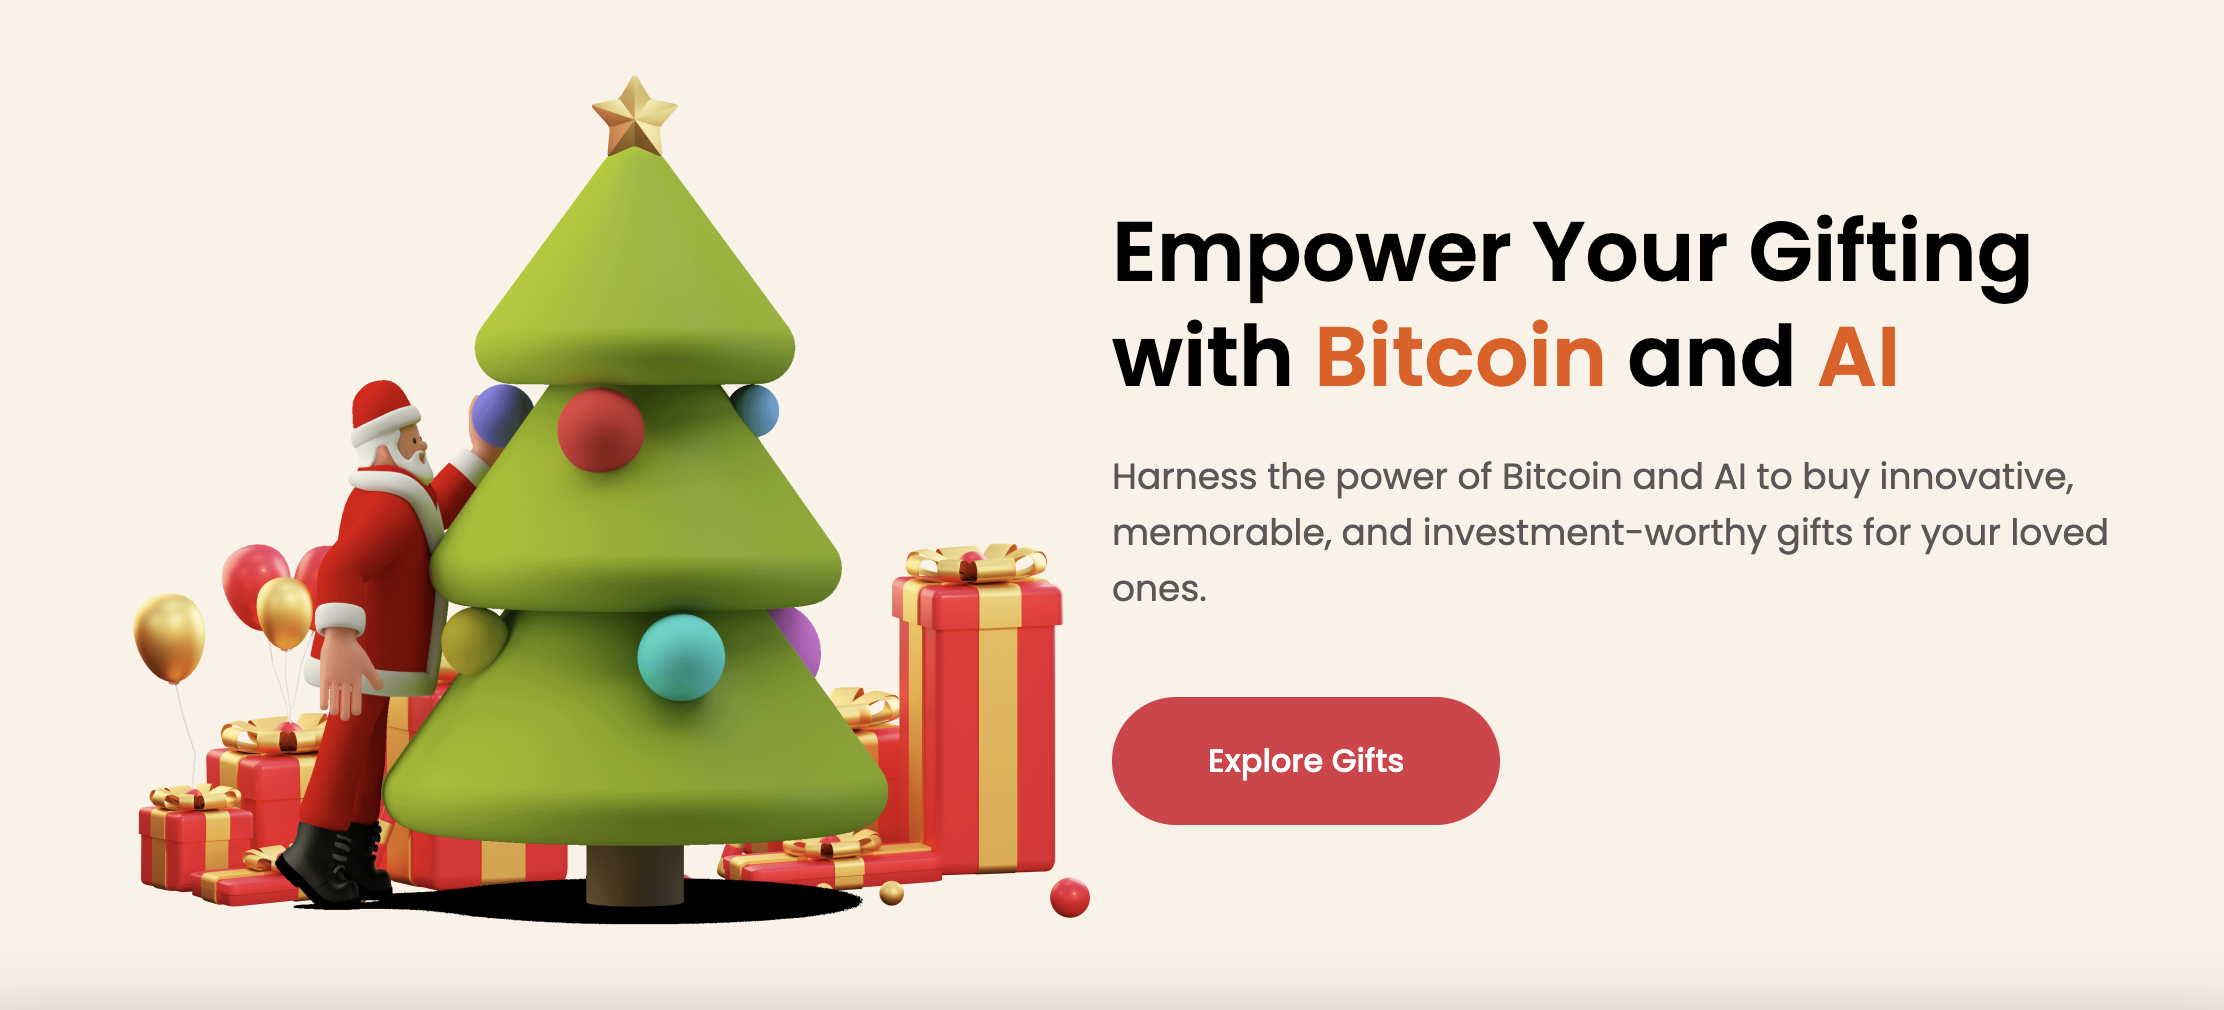 Empower Your Gifting
with Bitcoin and AI
Harness the power of Bitcoin and AI to buy innovative,
memorable, and investment-worthy gifts for your loved
ones.
Explore Gifts